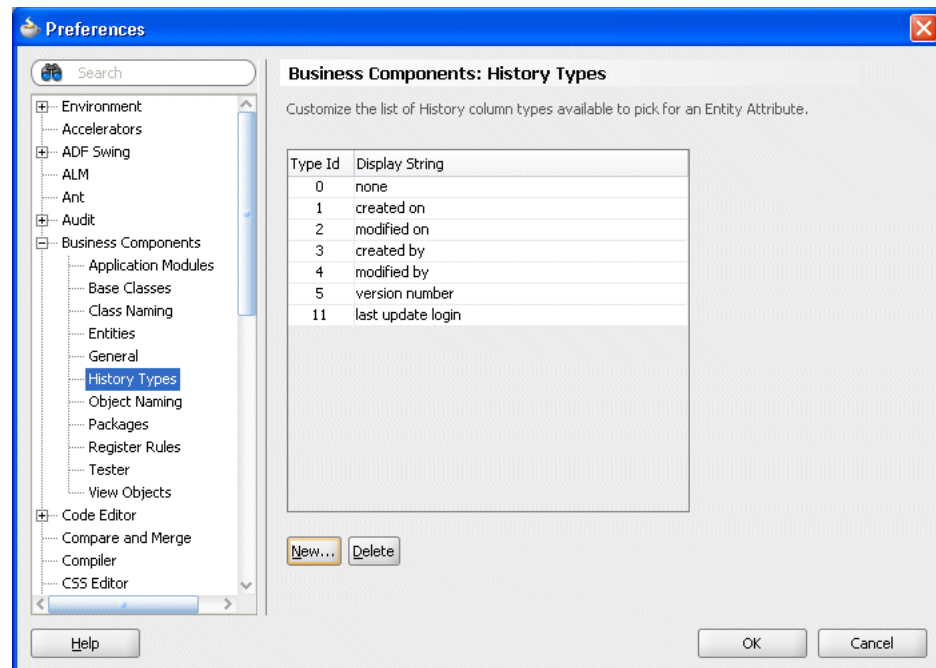 Preferences
Search
Environment
Accelerators
ADF Swing
ALM
Ant
Audit
Business Components
Application Modules
Base Classes
Class Naming
Entities
General
History Types
Object Naming
Packages
Register Rules
Tester
View Objects
Code Editor
Compare and Merge
Compiler
CSS Editor
Business Components: History Types
Customize the list of History column types available to pick for an Entity Attribute.
Type Id Display String
0 none
1 created on
2 modified on
3 created by
4 modified by
5 version number
11 last update login
New... Delete
Help OK Cancel